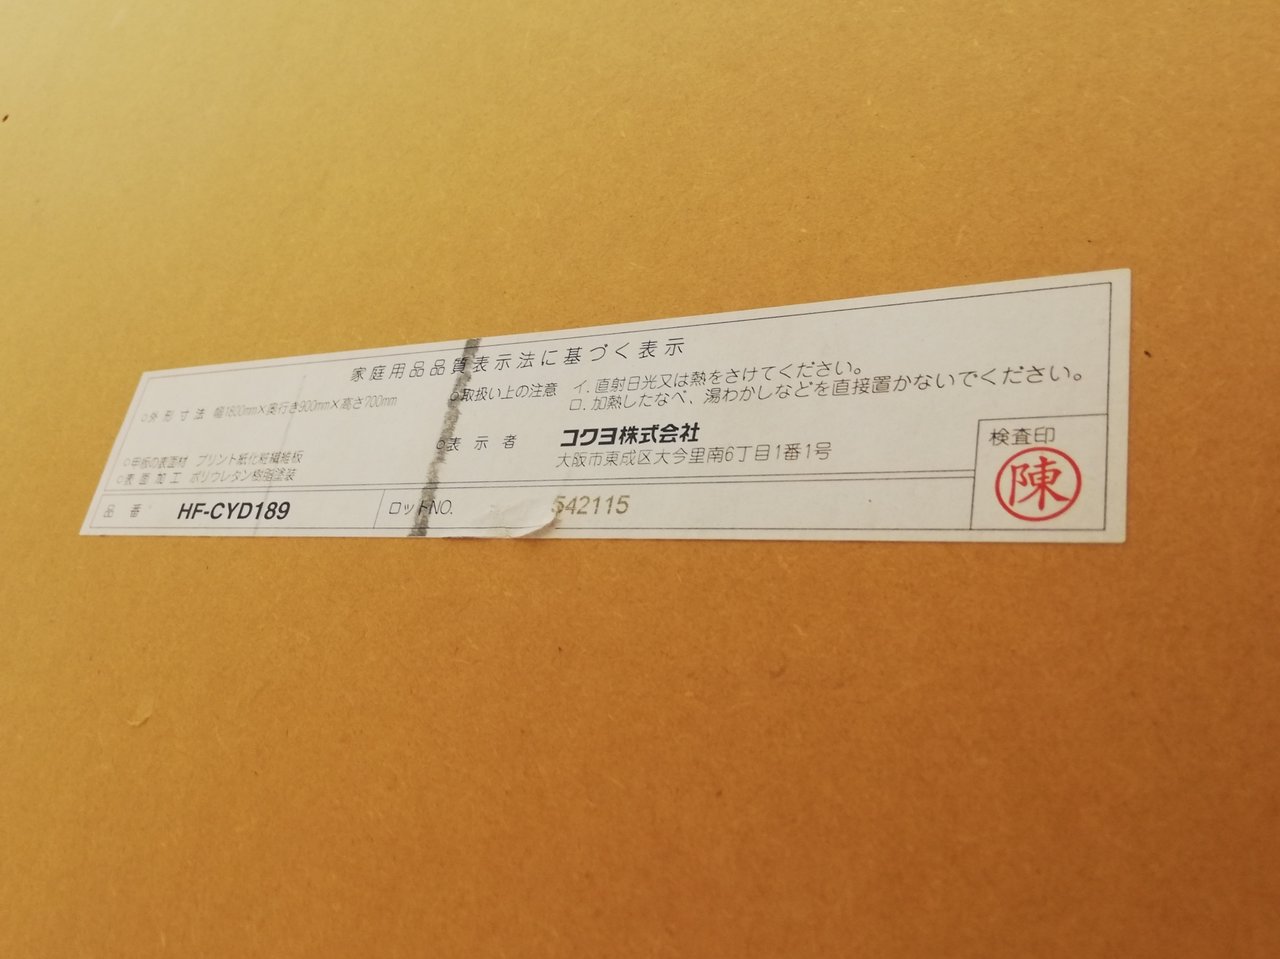 家庭用品品質表示法に基づく表示
○外形寸法 幅1800mm×奥行き900mm×高さ700mm
○甲板の表面材 プリント紙化粧繊維板
○表面加工 ポリウレタン樹脂塗装
○取扱い上の注意 イ.直射日光又は熱をさけてください。
ロ.加熱したなべ、湯わかしなどを直接置かないでください。
○表示者 コクヨ株式会社
大阪市東成区大今里南6丁目1番1号
品番 HF-CYD189
ロットNO. 542115
検査印
陳